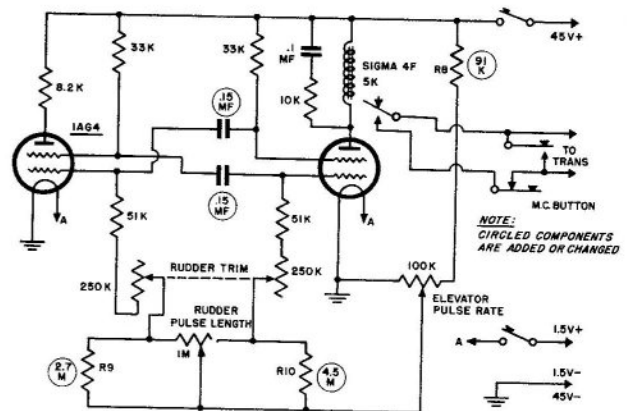 33K
33K
.1
MF
SIGMA 4F
5K
R8
91
K
45V+
8.2K
.15
MF
10K
1AG4
TO
TRANS
.15
MF
A
A
M.C. BUTTON
51K
51K
NOTE:
CIRCLED COMPONENTS
ARE ADDED OR CHANGED
250K
RUDDER TRIM
250K
100K
ELEVATOR
PULSE RATE
RUDDER
PULSE LENGTH
1M
A
1.5V+
2.7
M
R9
R10
4.5
M
1.5V-
45V-